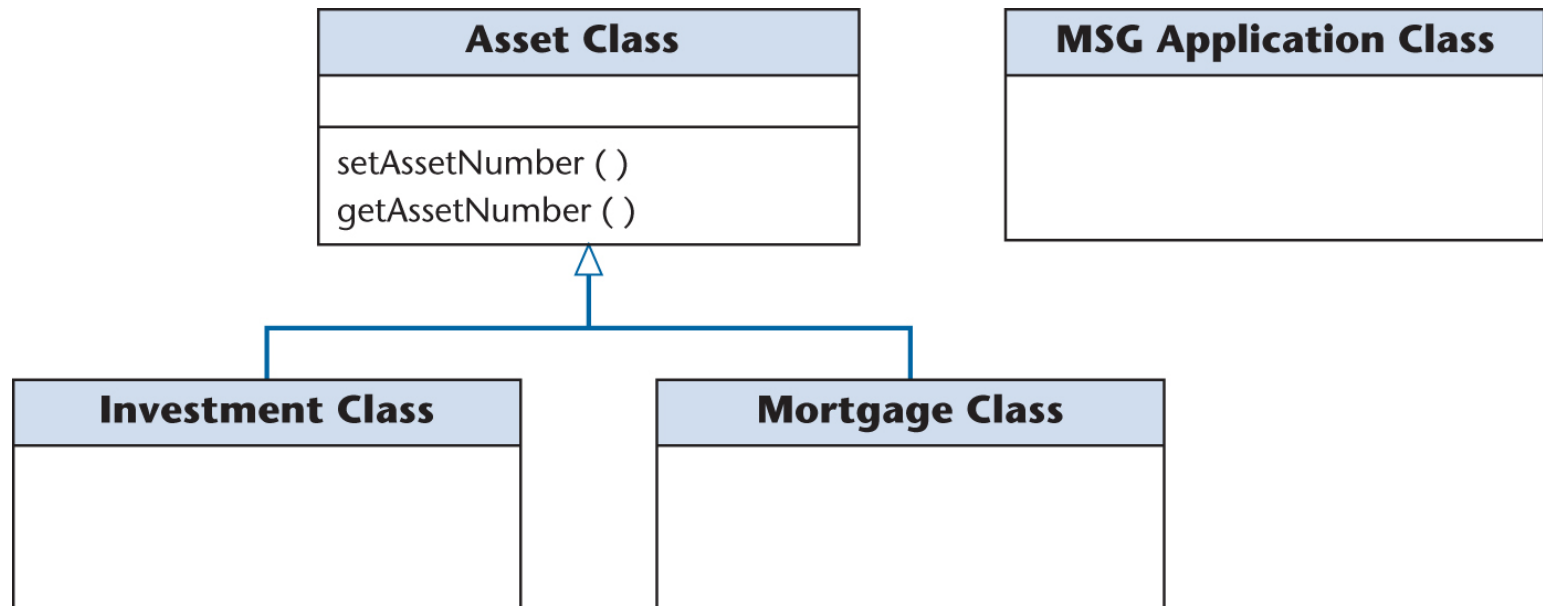 Asset Class
MSG Application Class
setAssetNumber ( )
getAssetNumber ( )
Investment Class
Mortgage Class